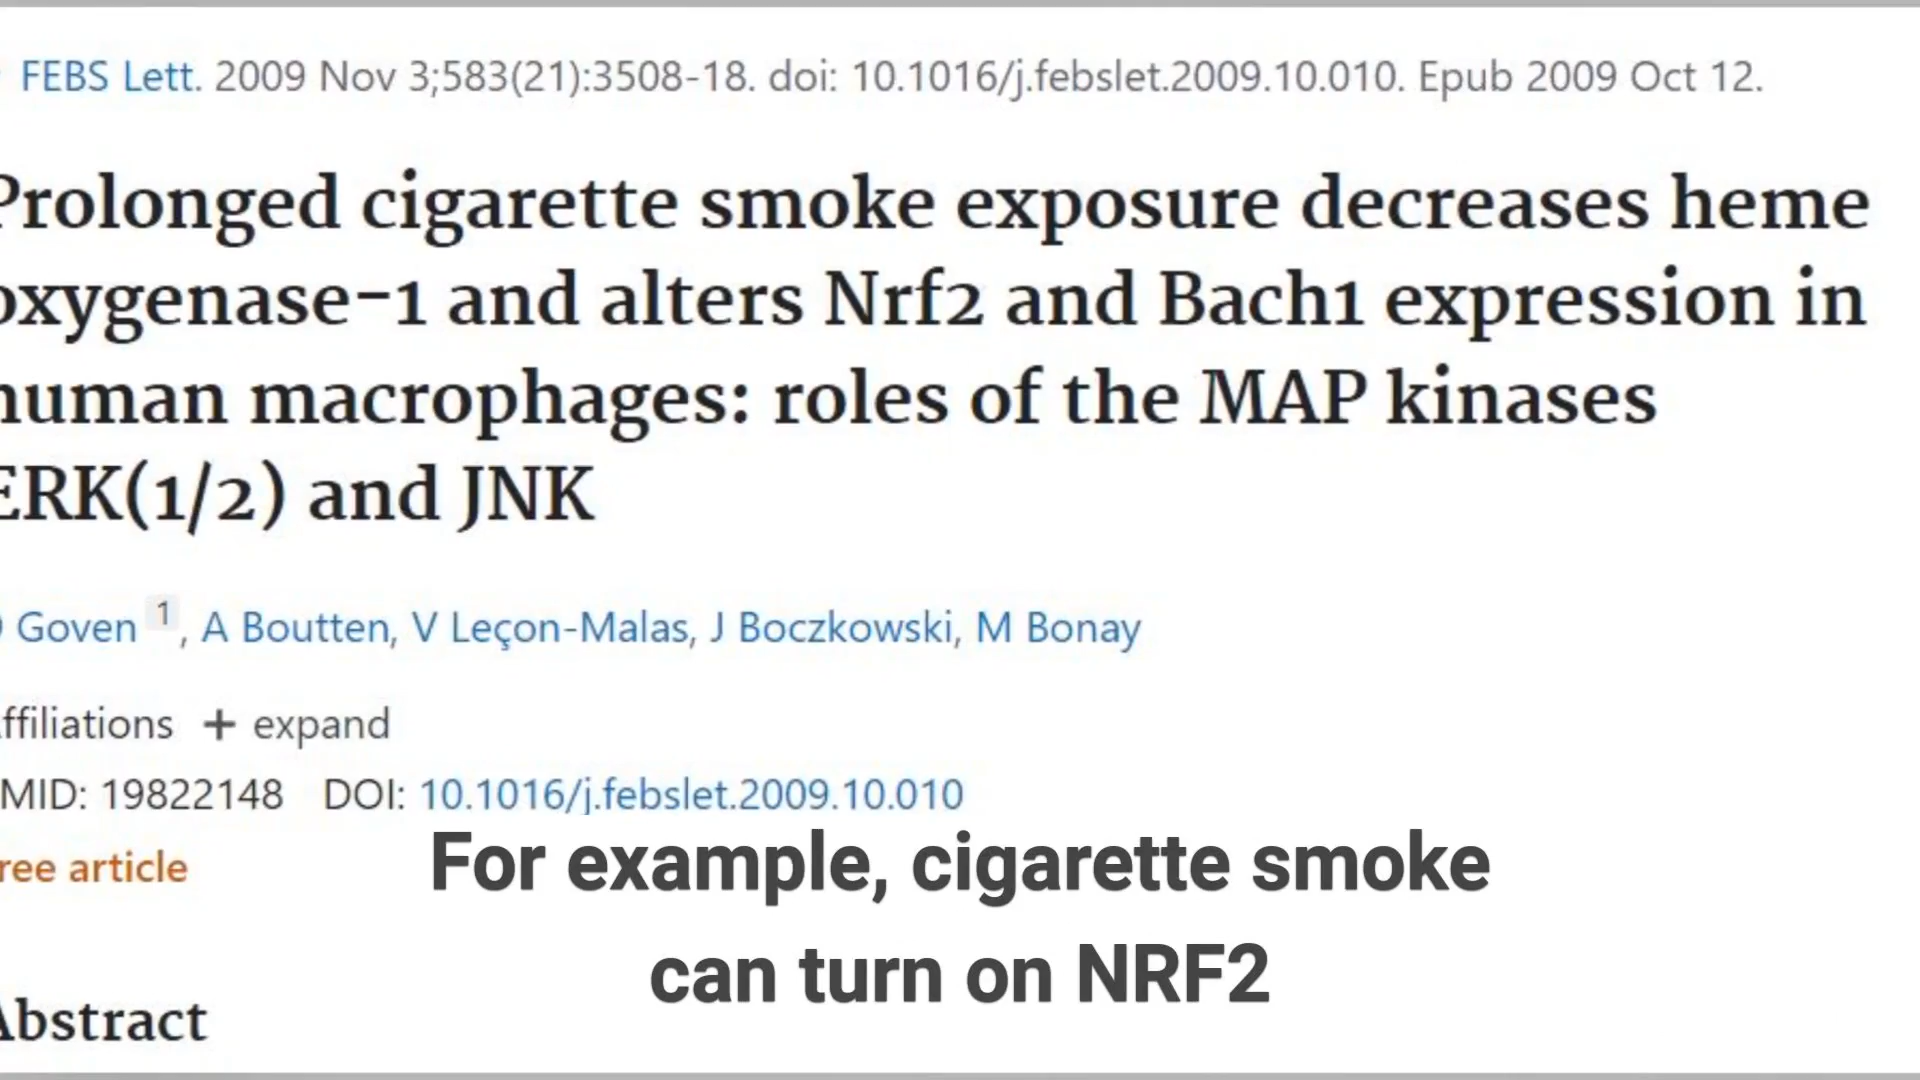 FEBS Lett. 2009 Nov 3;583(21):3508-18. doi: 10.1016/j.febslet.2009.10.010. Epub 2009 Oct 12.
Prolonged cigarette smoke exposure decreases heme
oxygenase-1 and alters Nrf2 and Bach1 expression in
human macrophages: roles of the MAP kinases
ERK(1/2) and JNK
Goven 1, A Boutten, V Leçon-Malas, J Boczkowski, M Bonay
ffiliations + expand
MID: 19822148 DOI: 10.1016/j.febslet.2009.10.010
ree article
For example, cigarette smoke
can turn on NRF2
Abstract